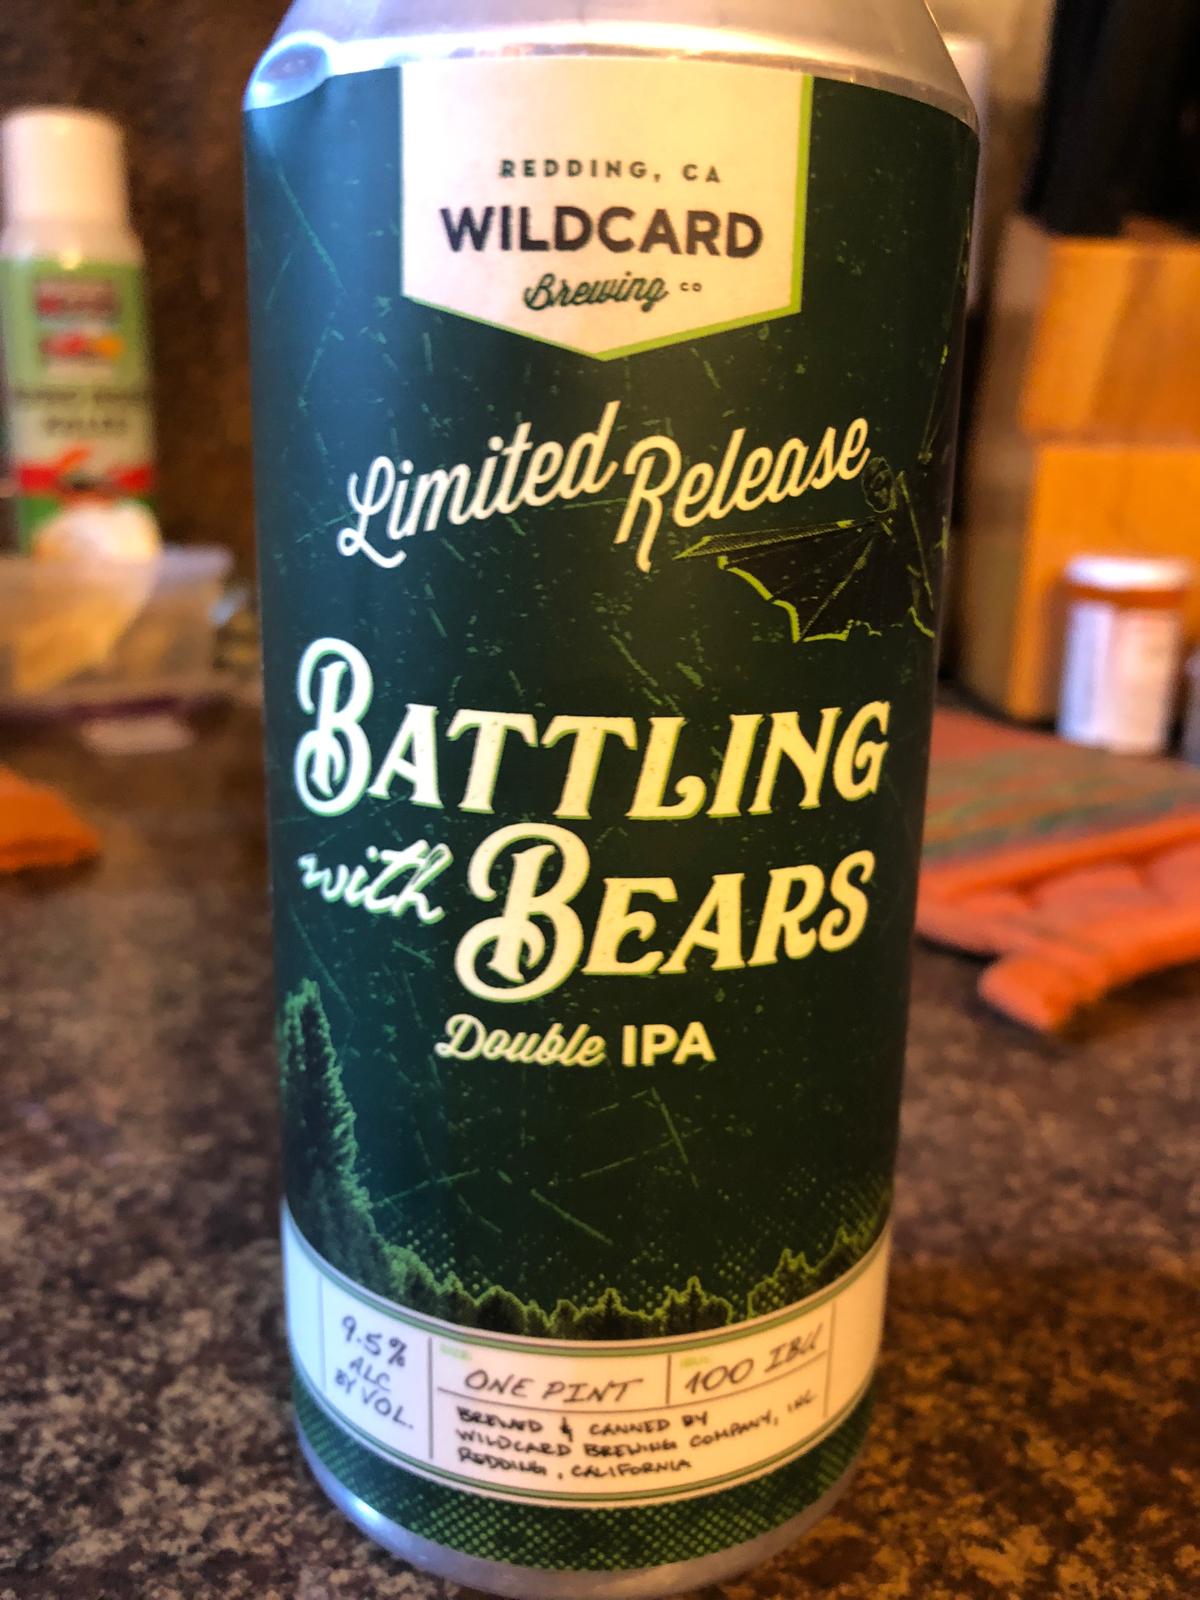 REDDING, CA
WILDCARD
Brewing CO
Limited Release
BATTLING
with BEARS
Double IPA
9.5%
ALC
BY VOL.
ONE PINT
100 IBU
BREWED & CANNED BY
WILDCARD BREWING COMPANY, INC.
REDDING, CALIFORNIA